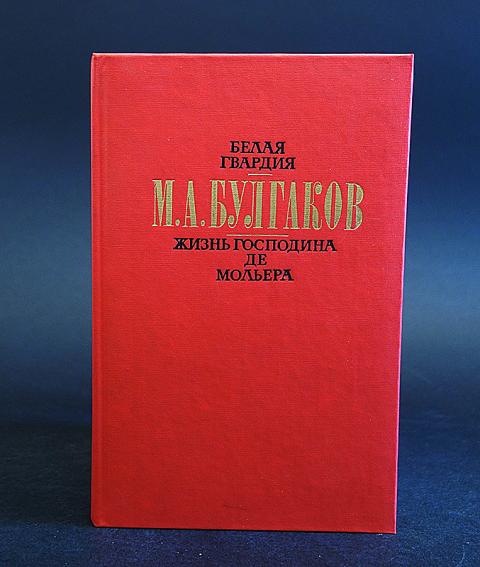 БЕЛАЯ
ГВАРДИЯ
М.А.БУЛГАКОВ
ЖИЗНЬ ГОСПОДИНА
ДЕ
МОЛЬЕРА